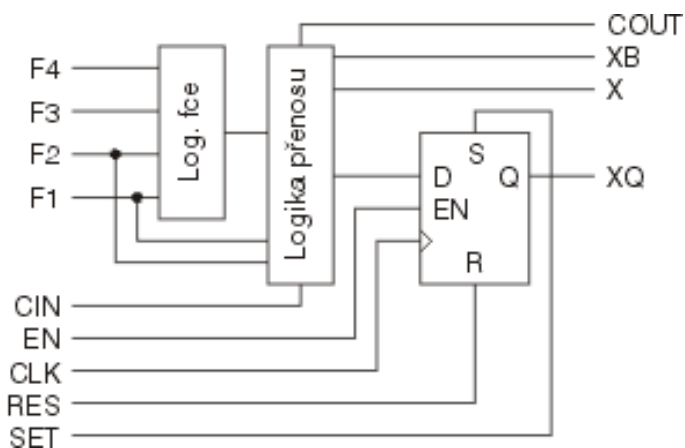 COUT
XB
X
F4
F3
F2
F1
Log. fce
Logika přenosu
S
D
Q
EN
R
XQ
CIN
EN
CLK
RES
SET